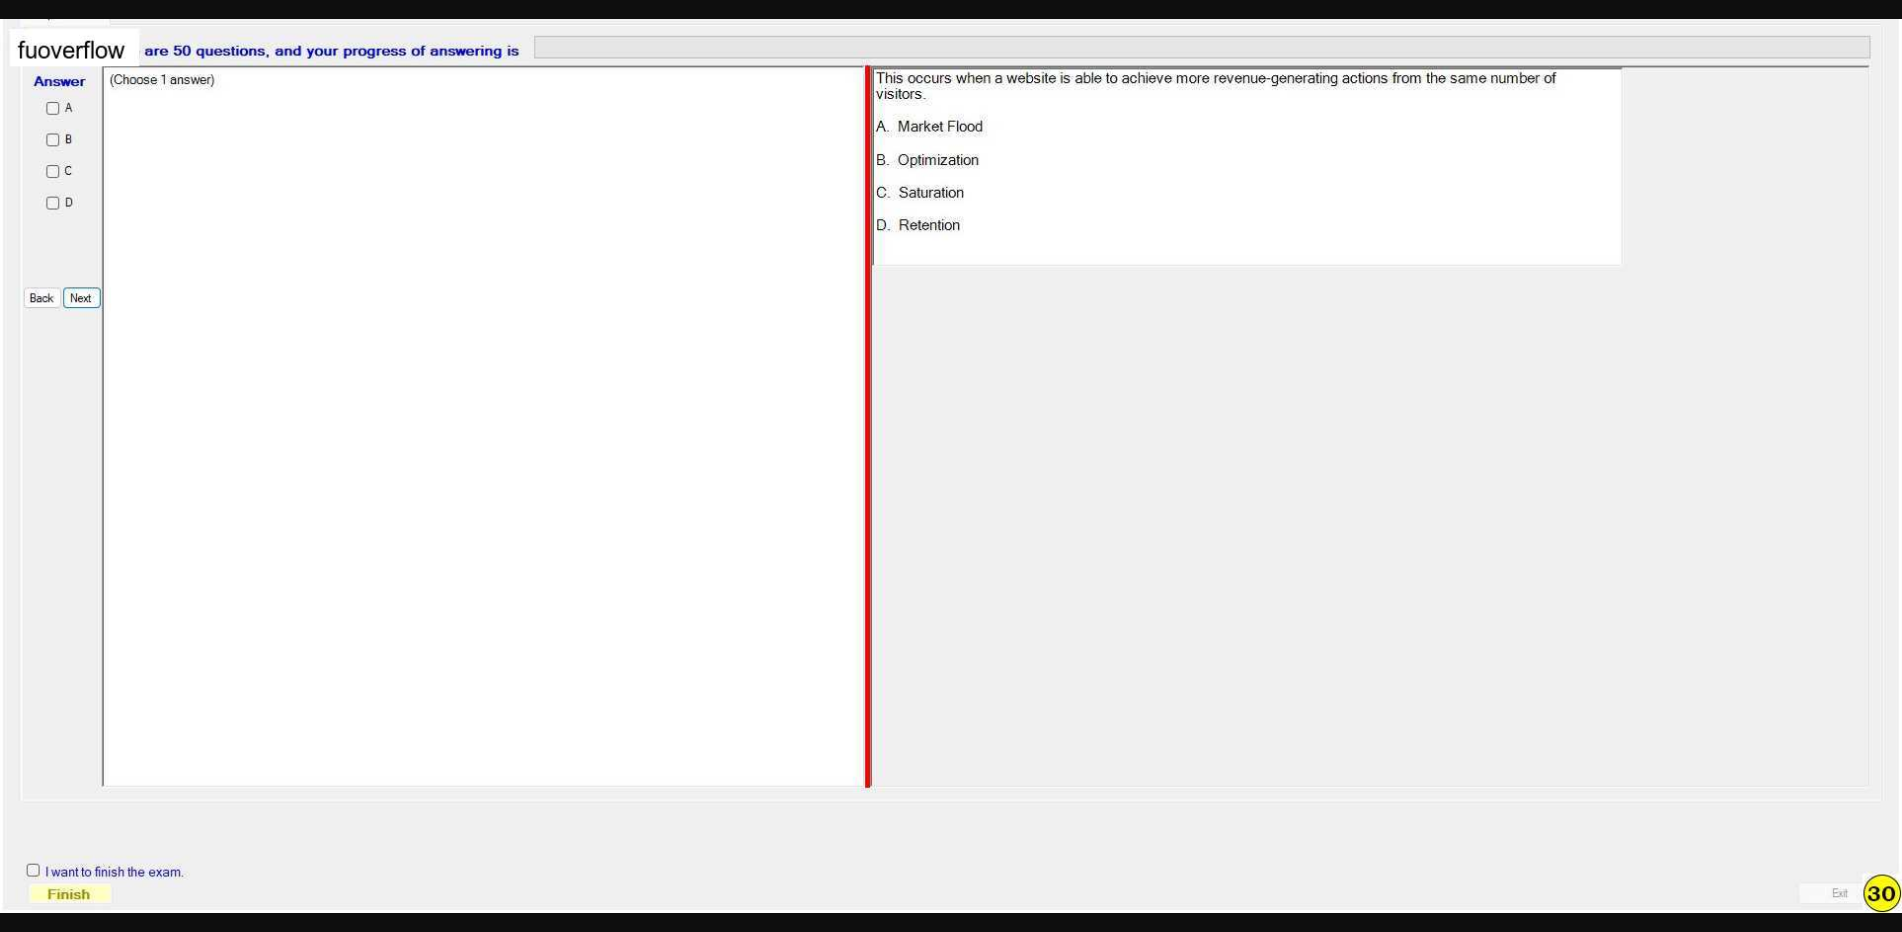 fuoverflow are 50 questions, and your progress of answering is
Answer
(Choose 1 answer)
A
B
C
D
Back Next
This occurs when a website is able to achieve more revenue-generating actions from the same number of
visitors.
A. Market Flood
B. Optimization
C. Saturation
D. Retention
I want to finish the exam.
Finish
Exit
30